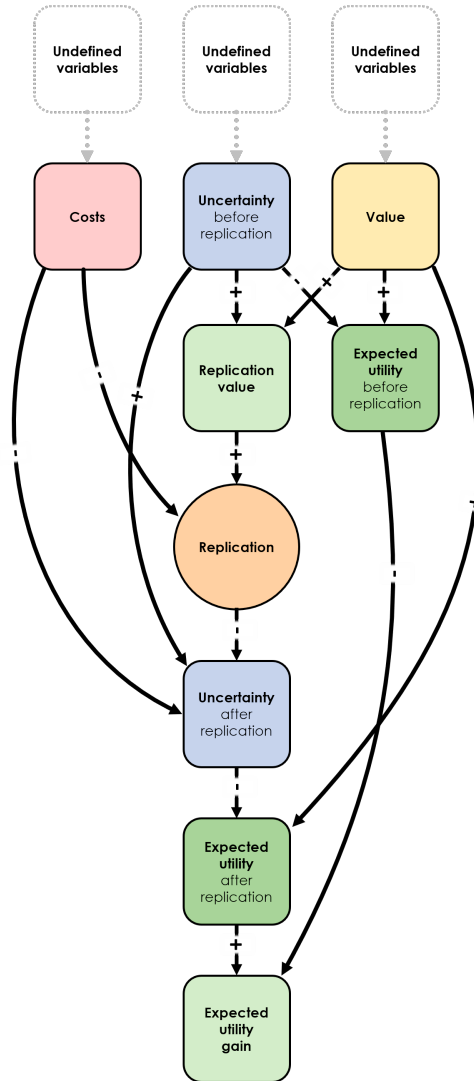 Undefined
variables
Undefined
variables
Undefined
variables
Costs
Uncertainty
before
replication
Value
+
+
+
-
Replication
value
Expected
utility
before
replication
-
+
-
+
+
Replication
-
-
Uncertainty
after
replication
-
Expected
utility
after
replication
+
Expected
utility
gain